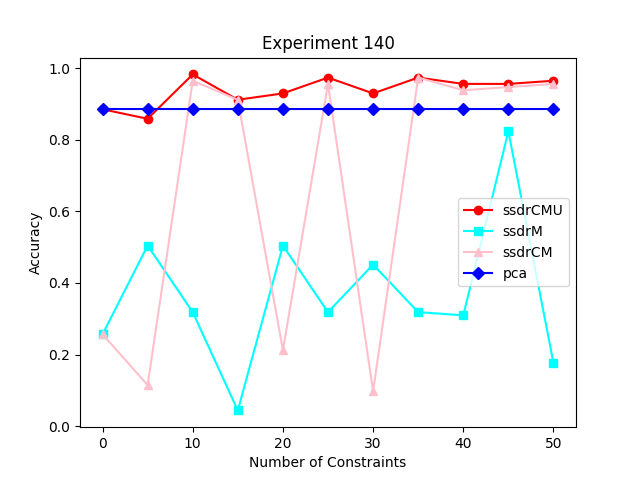 Experiment 140
Accuracy
1.0
0.8
0.6
0.4
0.2
0.0
ssdrCMU
ssdrM
ssdrCM
pca
0 10 20 30 40 50
Number of Constraints